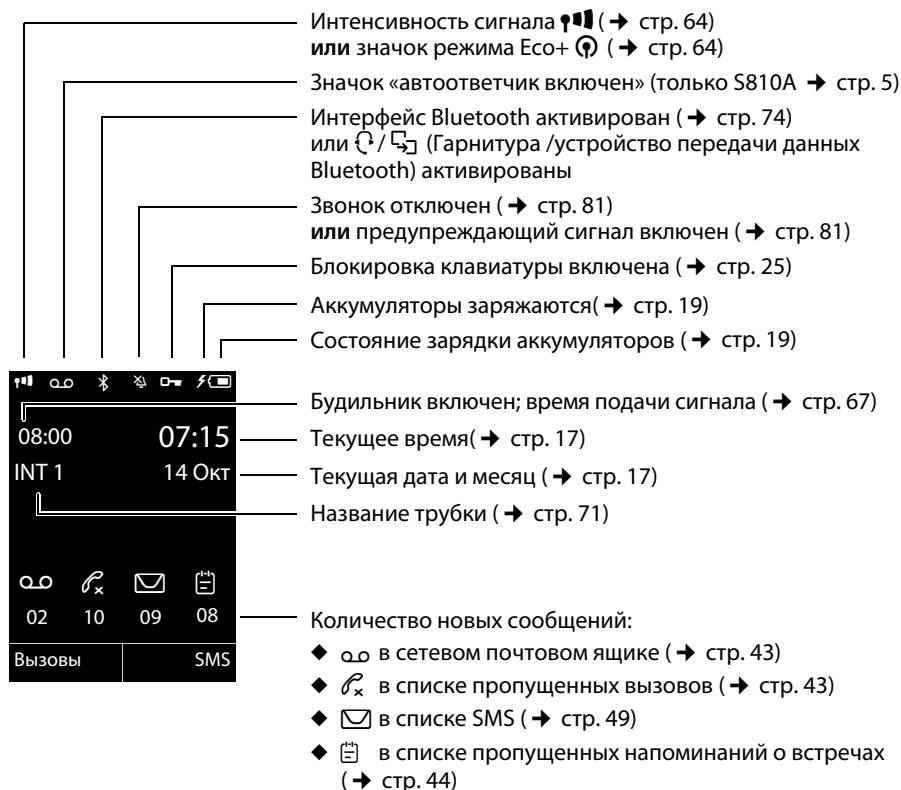 Интенсивность сигнала (➔ стр. 64)
или значок режима Eco+ (➔ стр. 64)
Значок «автоответчик включен» (только S810A ➔ стр. 5)
Интерфейс Bluetooth активирован (➔ стр. 74)
или / (Гарнитура /устройство передачи данных
Bluetooth) активированы
Звонок отключен (➔ стр. 81)
или предупреждающий сигнал включен (➔ стр. 81)
Блокировка клавиатуры включена (➔ стр. 25)
Аккумуляторы заряжаются(➔ стр. 19)
Состояние зарядки аккумуляторов (➔ стр. 19)
Будильник включен; время подачи сигнала (➔ стр. 67)
08:00 07:15
Текущее время(➔ стр. 17)
INT 1 14 Окт
Текущая дата и месяц (➔ стр. 17)
Название трубки (➔ стр. 71)
02 10 09 08
Количество новых сообщений:
Вызовы SMS
◆ в сетевом почтовом ящике (➔ стр. 43)
◆ в списке пропущенных вызовов (➔ стр. 43)
◆ в списке SMS (➔ стр. 49)
◆ в списке пропущенных напоминаний о встречах
(➔ стр. 44)